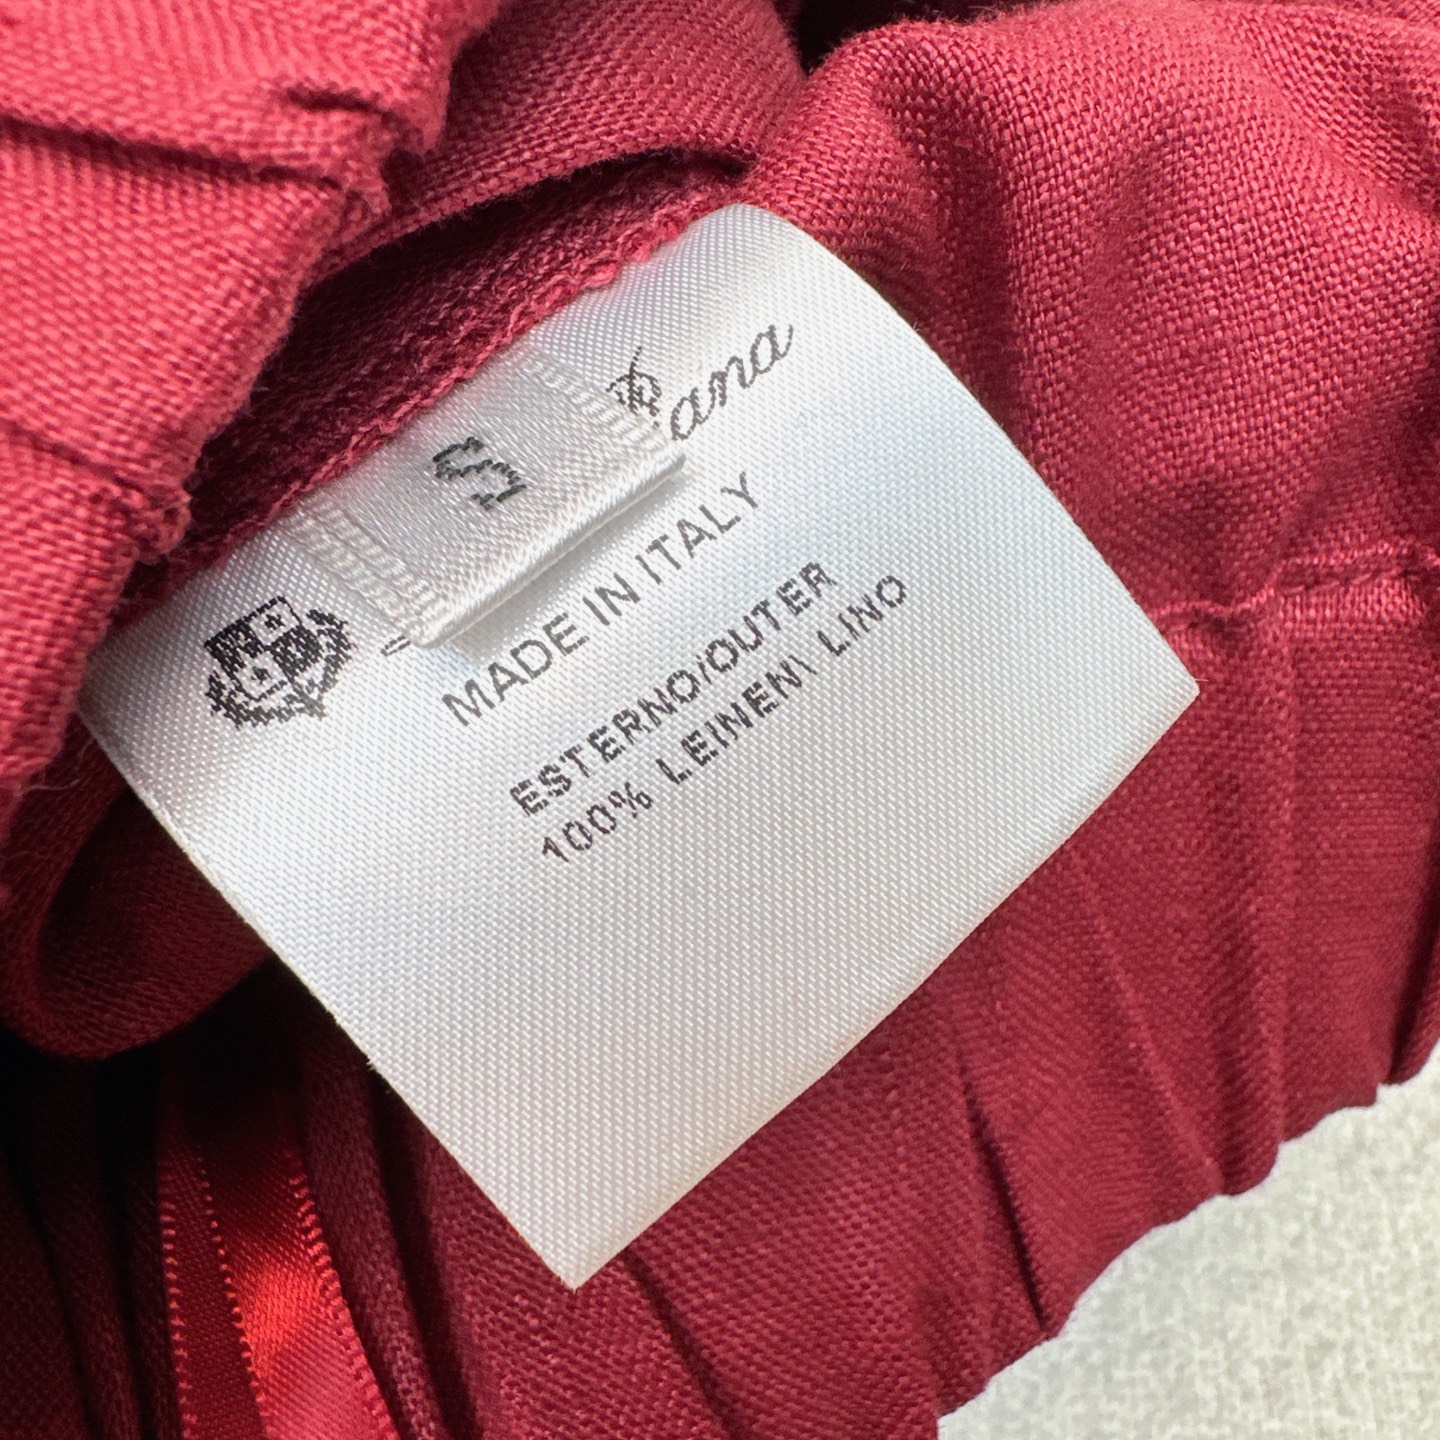 S
MADE IN ITALY
ESTERNO/OUTER
100% LEINEN\ LINO